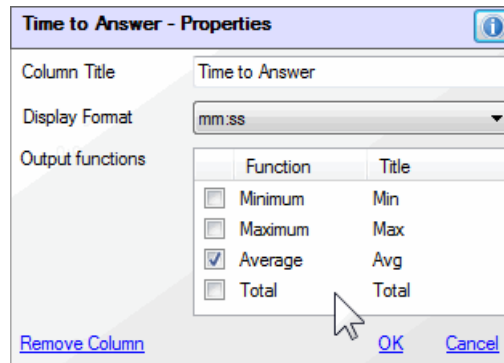 Time to Answer - Properties
Column Title Time to Answer
Display Format mm:ss
Output functions
Function Title
Minimum Min
Maximum Max
Average Avg
Total Total
Remove Column OK Cancel